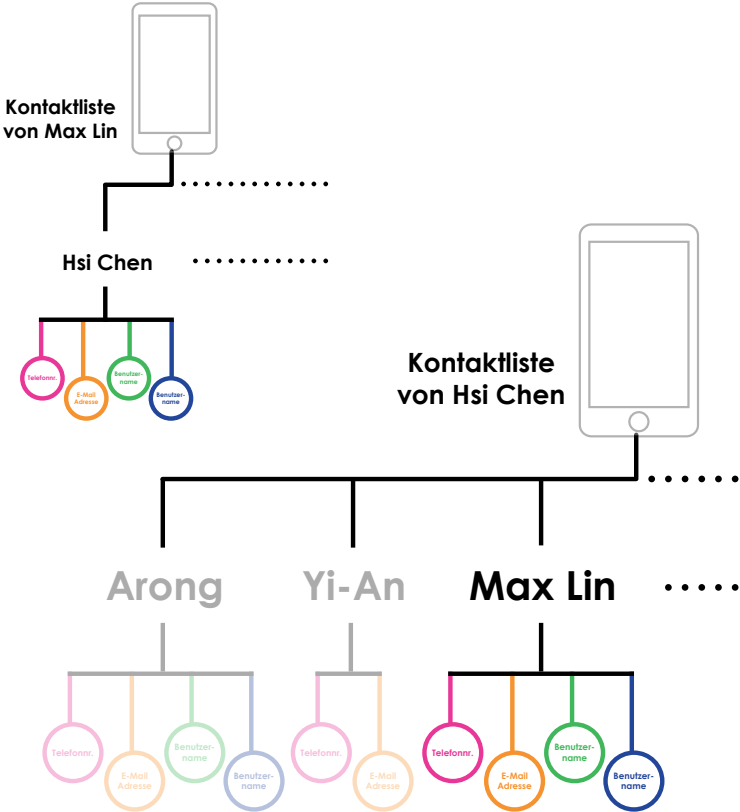 Kontaktliste
von Max Lin
Hsi Chen
Telefonnr.
E-Mail
Adresse
Benutzer-
name
Benutzer-
name
Kontaktliste
von Hsi Chen
Arong
Yi-An
Max Lin
Telefonnr.
E-Mail
Adresse
Benutzer-
name
Benutzer-
name
Telefonnr.
E-Mail
Adresse
Telefonnr.
E-Mail
Adresse
Benutzer-
name
Benutzer-
name